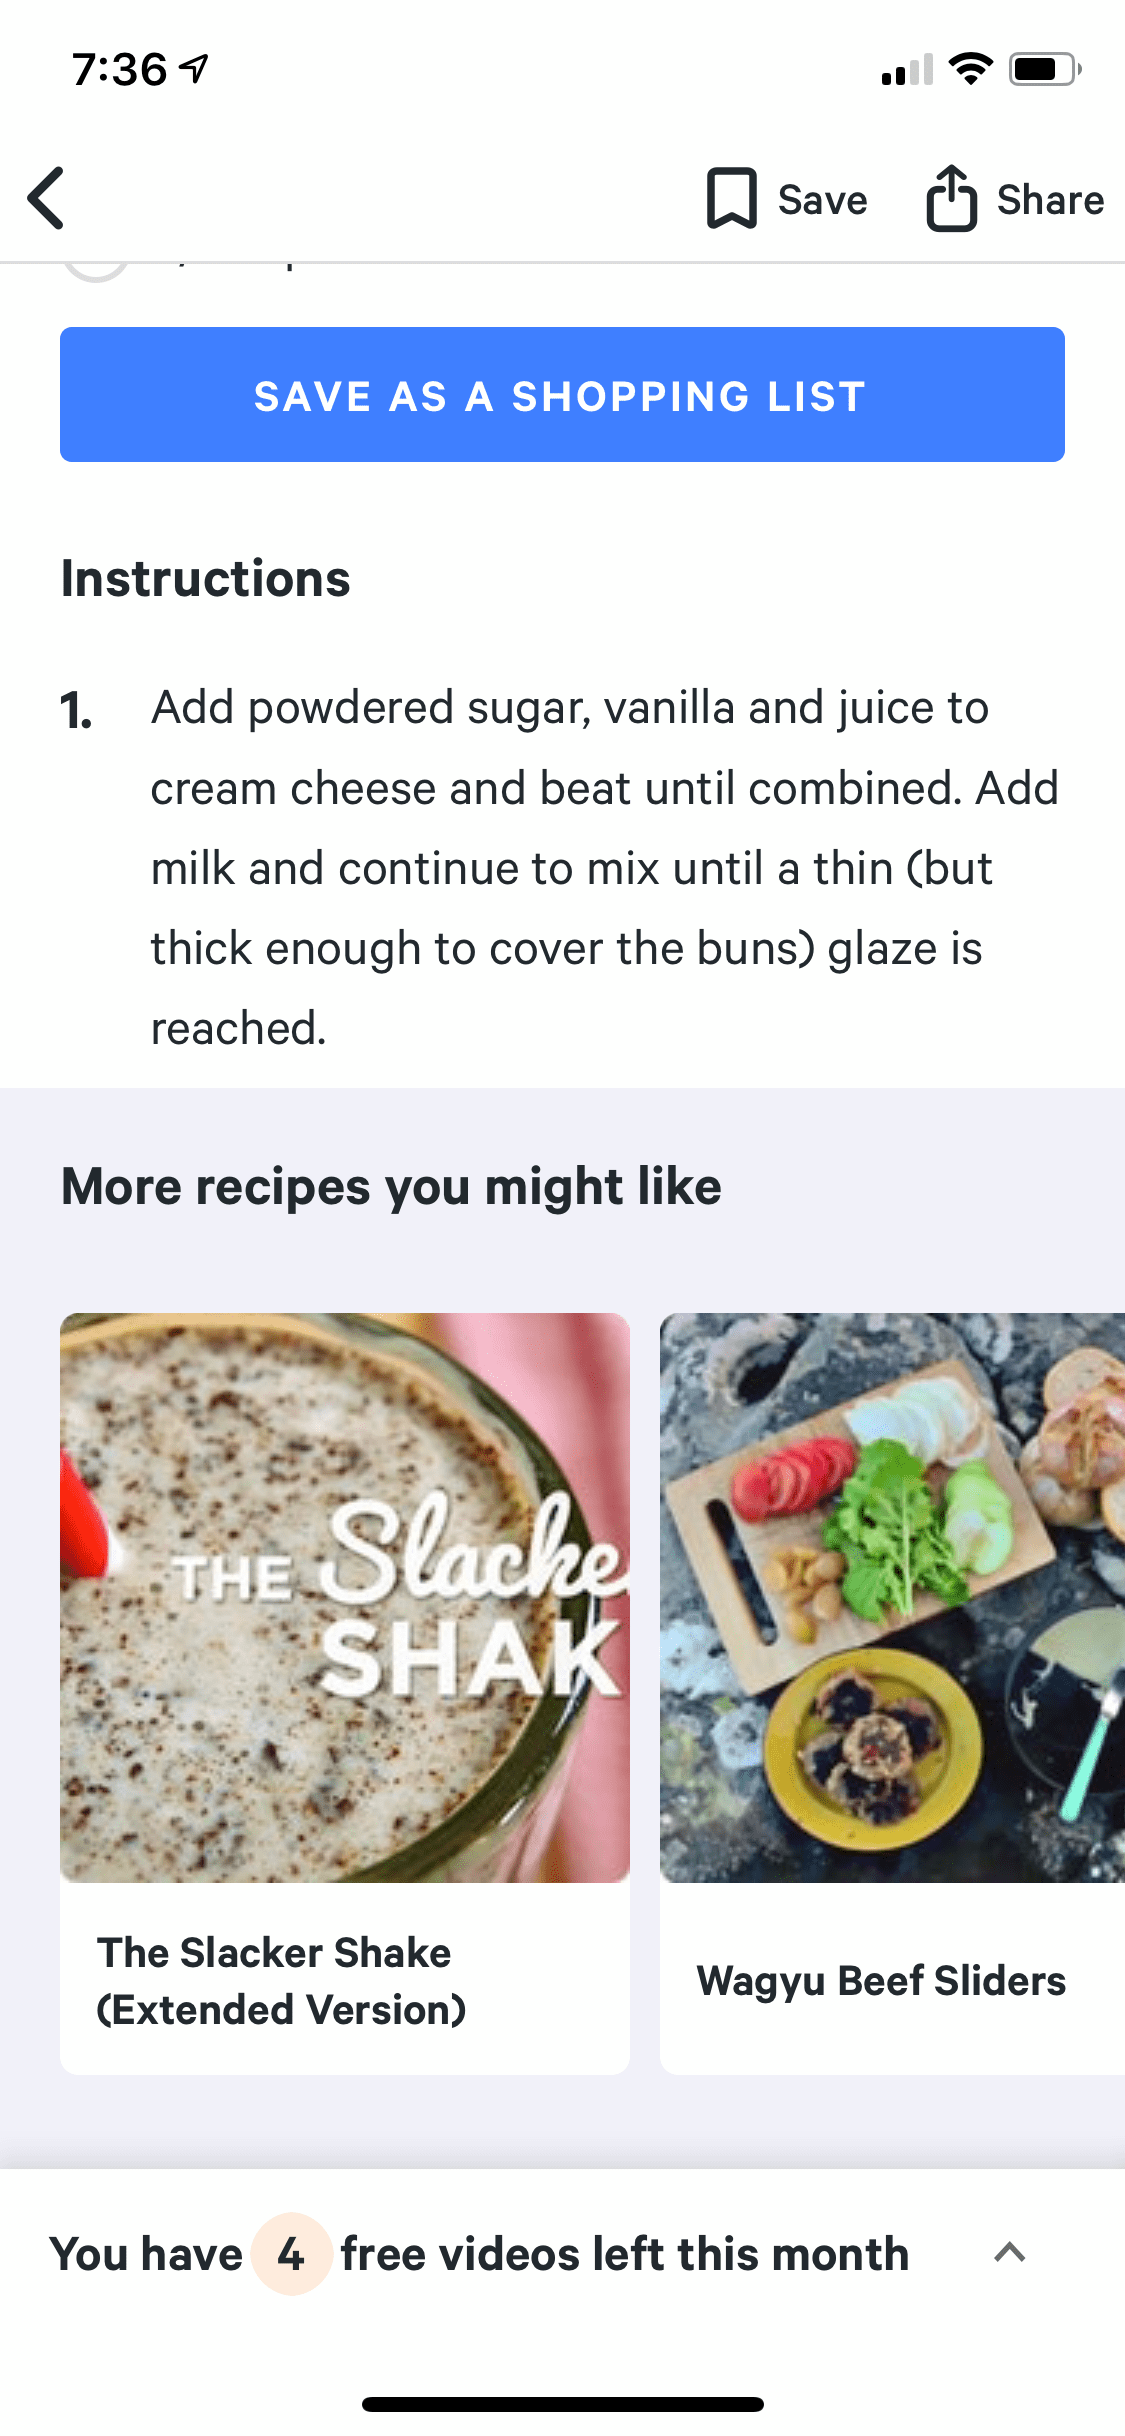 7:36
Save
Share
SAVE AS A SHOPPING LIST
Instructions
1. Add powdered sugar, vanilla and juice to
cream cheese and beat until combined. Add
milk and continue to mix until a thin (but
thick enough to cover the buns) glaze is
reached.
More recipes you might like
THE Slacke
SHAK
The Slacker Shake
(Extended Version)
Wagyu Beef Sliders
You have 4 free videos left this month